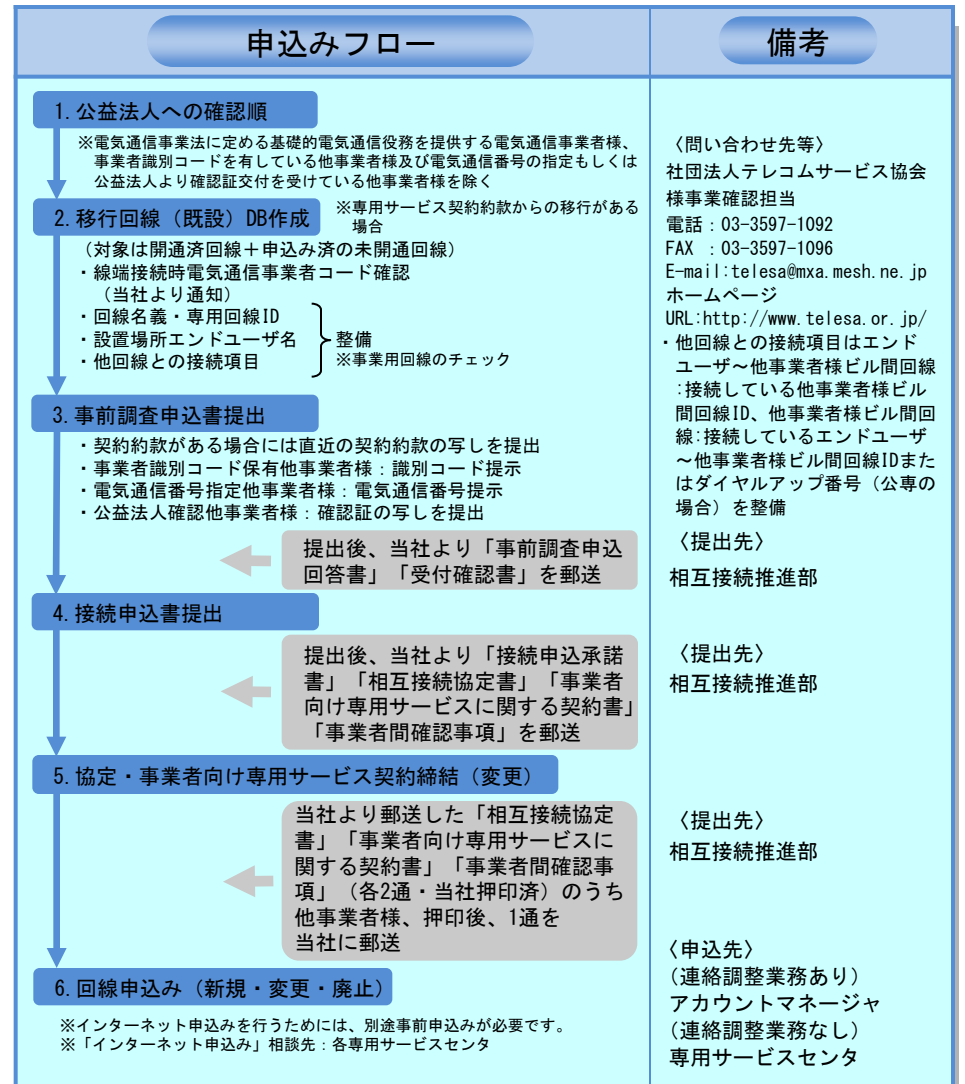 申込みフロー
備考
1.公益法人への確認順
※電気通信事業法に定める基礎的電気通信役務を提供する電気通信事業者様、
事業者識別コードを有している他事業者様及び電気通信番号の指定もしくは
公益法人より確認証交付を受けている他事業者様を除く
2.移行回線（既設）DB作成
※専用サービス契約約款からの移行がある
場合
（対象は開通済回線＋申込み済の未開通回線）
・線端接続時電気通信事業者コード確認
（当社より通知）
・回線名義・専用回線ID
・設置場所エンドユーザ名
・他回線との接続項目
整備
※事業用回線のチェック
3.事前調査申込書提出
・契約約款がある場合には直近の契約約款の写しを提出
・事業者識別コード保有他事業者様：識別コード提示
・電気通信番号指定他事業者様：電気通信番号提示
・公益法人確認他事業者様：確認証の写しを提出
提出後、当社より「事前調査申込
回答書」「受付確認書」を郵送
4.接続申込書提出
提出後、当社より「接続申込承諾
書」「相互接続協定書」「事業者
向け専用サービスに関する契約書」
「事業者間確認事項」を郵送
5.協定・事業者向け専用サービス契約締結（変更）
当社より郵送した「相互接続協定
書」「事業者向け専用サービスに
関する契約書」「事業者間確認事
項」（各2通・当社押印済）のうち
他事業者様、押印後、1通を
当社に郵送
6.回線申込み（新規・変更・廃止）
※インターネット申込みを行うためには、別途事前申込みが必要です。
※「インターネット申込み」相談先：各専用サービスセンタ
〈問い合わせ先等〉
社団法人テレコムサービス協会
様事業確認担当
電話：03-3597-1092
FAX ：03-3597-1096
E-mail:telesa@mxa.mesh.ne.jp
ホームページ
URL:http://www.telesa.or.jp/
・他回線との接続項目はエンド
ユーザ～他事業者様ビル間回線
:接続している他事業者様ビル
間回線ID、他事業者様ビル間回
線:接続しているエンドユーザ
～他事業者様ビル間回線IDまた
はダイヤルアップ番号（公専の
場合）を整備
〈提出先〉
相互接続推進部
〈提出先〉
相互接続推進部
〈提出先〉
相互接続推進部
〈申込先〉
（連絡調整業務あり）
アカウントマネージャ
（連絡調整業務なし）
専用サービスセンタ